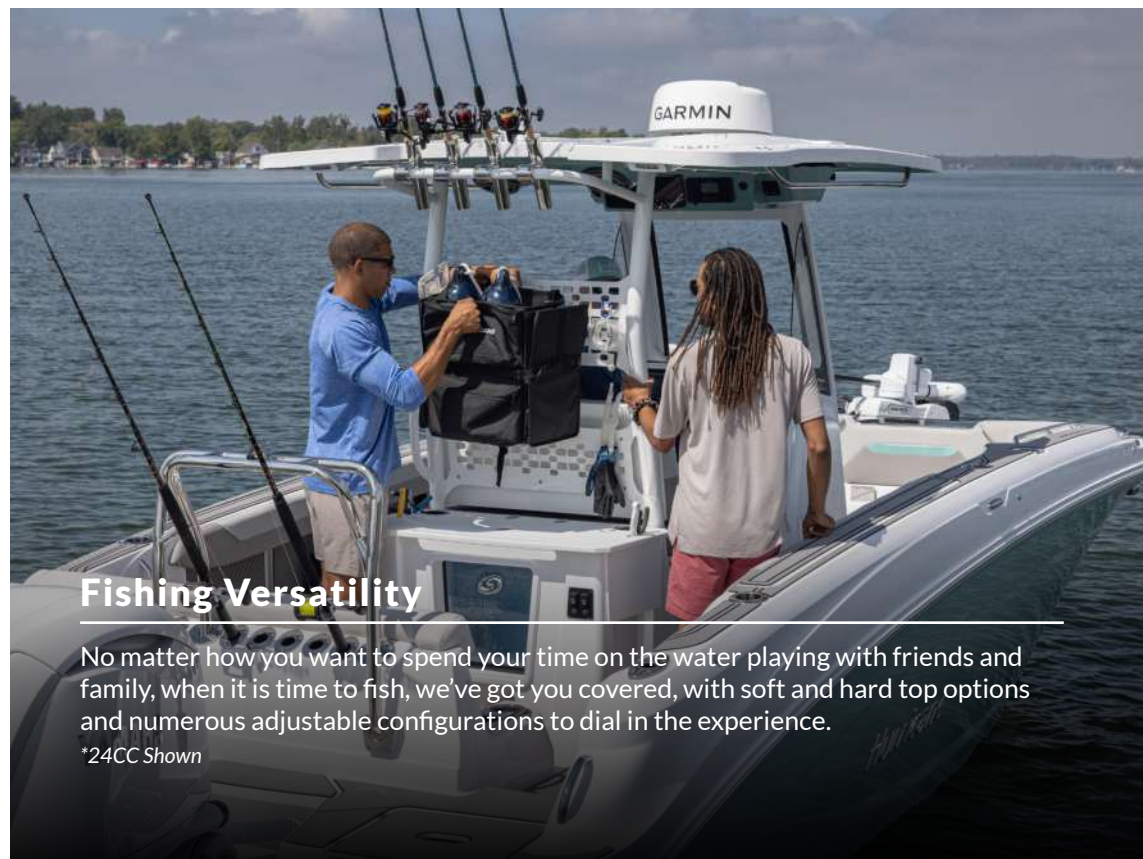 GARMIN
Fishing Versatility
No matter how you want to spend your time on the water playing with friends and
family, when it is time to fish, we’ve got you covered, with soft and hard top options
and numerous adjustable configurations to dial in the experience.
*24CC Shown